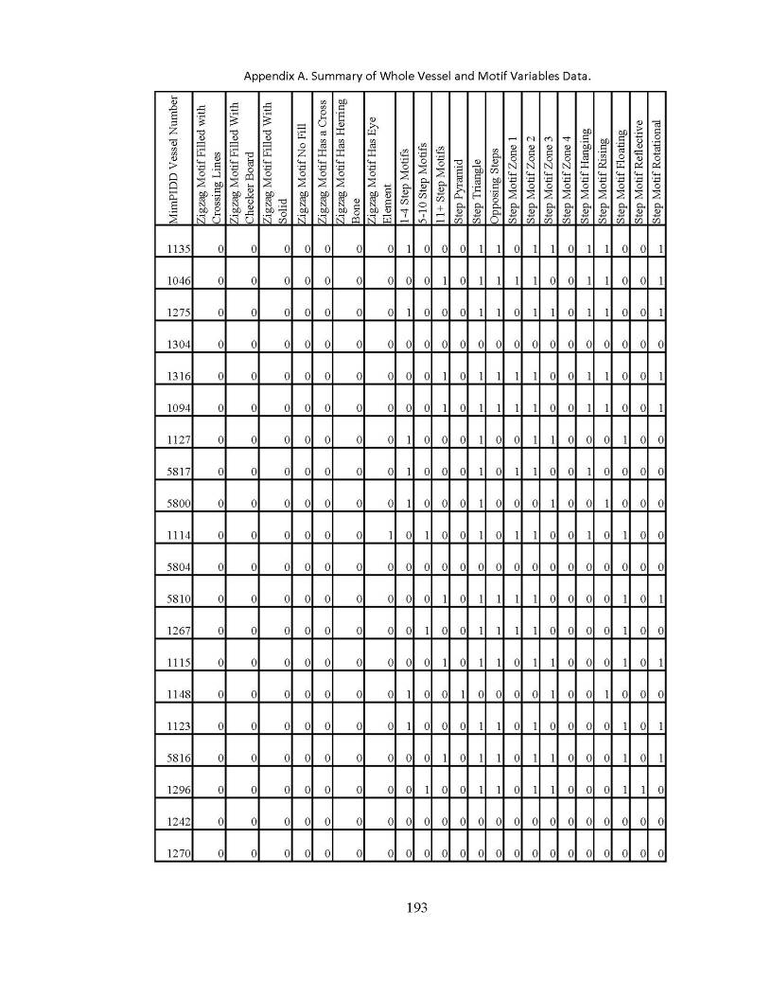 Appendix A. Summary of Whole Vessel and Motif Variables Data.
MimPIDD Vessel Number
Zigzag Motif Filled with
Crossing Lines
Zigzag Motif Filled With
Checker Board
Zigzag Motif Filled With
Solid
Zigzag Motif No Fill
Zigzag Motif Has a Cross
Zigzag Motif Has Herring
Bone
Zigzag Motif Has Eye
Element
1-4 Step Motifs
5-10 Step Motifs
11+ Step Motifs
Step Pyramid
Step Triangle
Opposing Steps
Step Motif Zone 1
Step Motif Zone 2
Step Motif Zone 3
Step Motif Zone 4
Step Motif Hanging
Step Motif Rising
Step Motif Floating
Step Motif Reflective
Step Motif Rotational
1135 0 0 0 0 0 0 0 1 0 0 0 1 1 0 1 1 0 1 1 0 0 1
1046 0 0 0 0 0 0 0 0 0 1 0 1 1 1 1 0 0 1 1 0 0 1
1275 0 0 0 0 0 0 0 1 0 0 0 1 1 0 1 1 0 1 1 0 0 1
1304 0 0 0 0 0 0 0 0 0 0 0 0 0 0 0 0 0 0 0 0 0 0
1316 0 0 0 0 0 0 0 0 0 1 0 1 1 1 1 0 0 1 1 0 0 1
1094 0 0 0 0 0 0 0 0 0 1 0 1 1 1 1 0 0 1 1 0 0 1
1127 0 0 0 0 0 0 0 1 0 0 0 1 0 0 1 1 0 0 0 1 0 0
5817 0 0 0 0 0 0 0 1 0 0 0 1 0 1 1 0 0 1 0 0 0 0
5800 0 0 0 0 0 0 0 1 0 0 0 1 0 0 0 1 0 0 1 0 0 0
1114 0 0 0 0 0 0 1 0 1 0 0 1 0 1 1 0 0 1 0 1 0 0
5804 0 0 0 0 0 0 0 0 0 0 0 0 0 0 0 0 0 0 0 0 0 0
5810 0 0 0 0 0 0 0 0 0 1 0 1 1 1 1 0 0 0 0 1 0 1
1267 0 0 0 0 0 0 0 0 1 0 0 1 1 1 1 0 0 0 0 1 0 0
1115 0 0 0 0 0 0 0 0 0 1 0 1 1 0 1 1 0 0 0 1 0 1
1148 0 0 0 0 0 0 0 1 0 0 1 0 0 0 0 1 0 0 1 0 0 0
1123 0 0 0 0 0 0 0 1 0 0 0 1 1 0 1 0 0 0 0 1 0 1
5816 0 0 0 0 0 0 0 0 0 1 0 1 1 0 1 1 0 0 0 1 0 1
1296 0 0 0 0 0 0 0 0 1 0 0 1 1 0 1 1 0 0 0 1 1 0
1242 0 0 0 0 0 0 0 0 0 0 0 0 0 0 0 0 0 0 0 0 0 0
1270 0 0 0 0 0 0 0 0 0 0 0 0 0 0 0 0 0 0 0 0 0 0
193